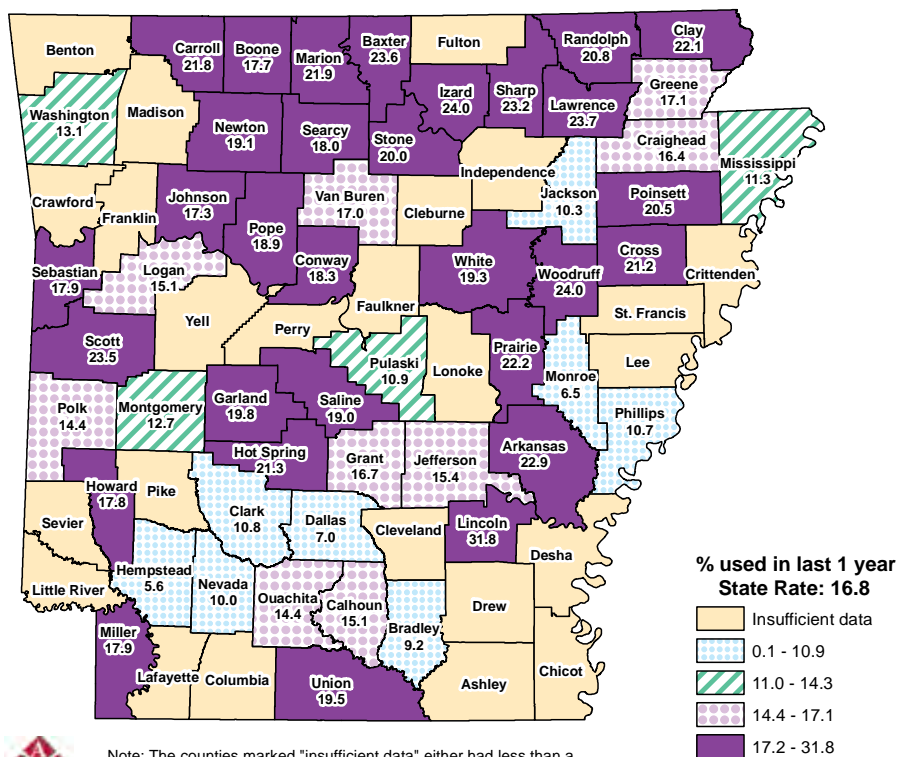 Benton
Carroll
21.8
Boone
17.7
Marion
21.9
Baxter
23.6
Fulton
Randolph
20.8
Clay
22.1
Washington
13.1
Madison
Newton
19.1
Searcy
18.0
Stone
20.0
Izard
24.0
Sharp
23.2
Lawrence
23.7
Greene
17.1
Craighead
16.4
Mississippi
11.3
Crawford
Franklin
Johnson
17.3
Pope
18.9
Van Buren
17.0
Cleburne
Independence
Jackson
10.3
Poinsett
20.5
Sebastian
17.9
Logan
15.1
Conway
18.3
White
19.3
Woodruff
24.0
Cross
21.2
Crittenden
Scott
23.5
Yell
Perry
Faulkner
Pulaski
10.9
Lonoke
Prairie
22.2
St. Francis
Lee
Monroe
6.5
Phillips
10.7
Polk
14.4
Montgomery
12.7
Garland
19.8
Saline
19.0
Hot Spring
21.3
Grant
16.7
Jefferson
15.4
Arkansas
22.9
Howard
17.8
Pike
Sevier
Clark
10.8
Dallas
7.0
Cleveland
Lincoln
31.8
Desha
Little River
Hempstead
5.6
Nevada
10.0
Ouachita
14.4
Calhoun
15.1
Bradley
9.2
Drew
Miller
17.9
Lafayette
Columbia
Union
19.5
Ashley
Chicot
% used in last 1 year
State Rate: 16.8
Insufficient data
0.1 - 10.9
11.0 - 14.3
14.4 - 17.1
17.2 - 31.8
A
Note: The counties marked "insufficient data" either had less than a